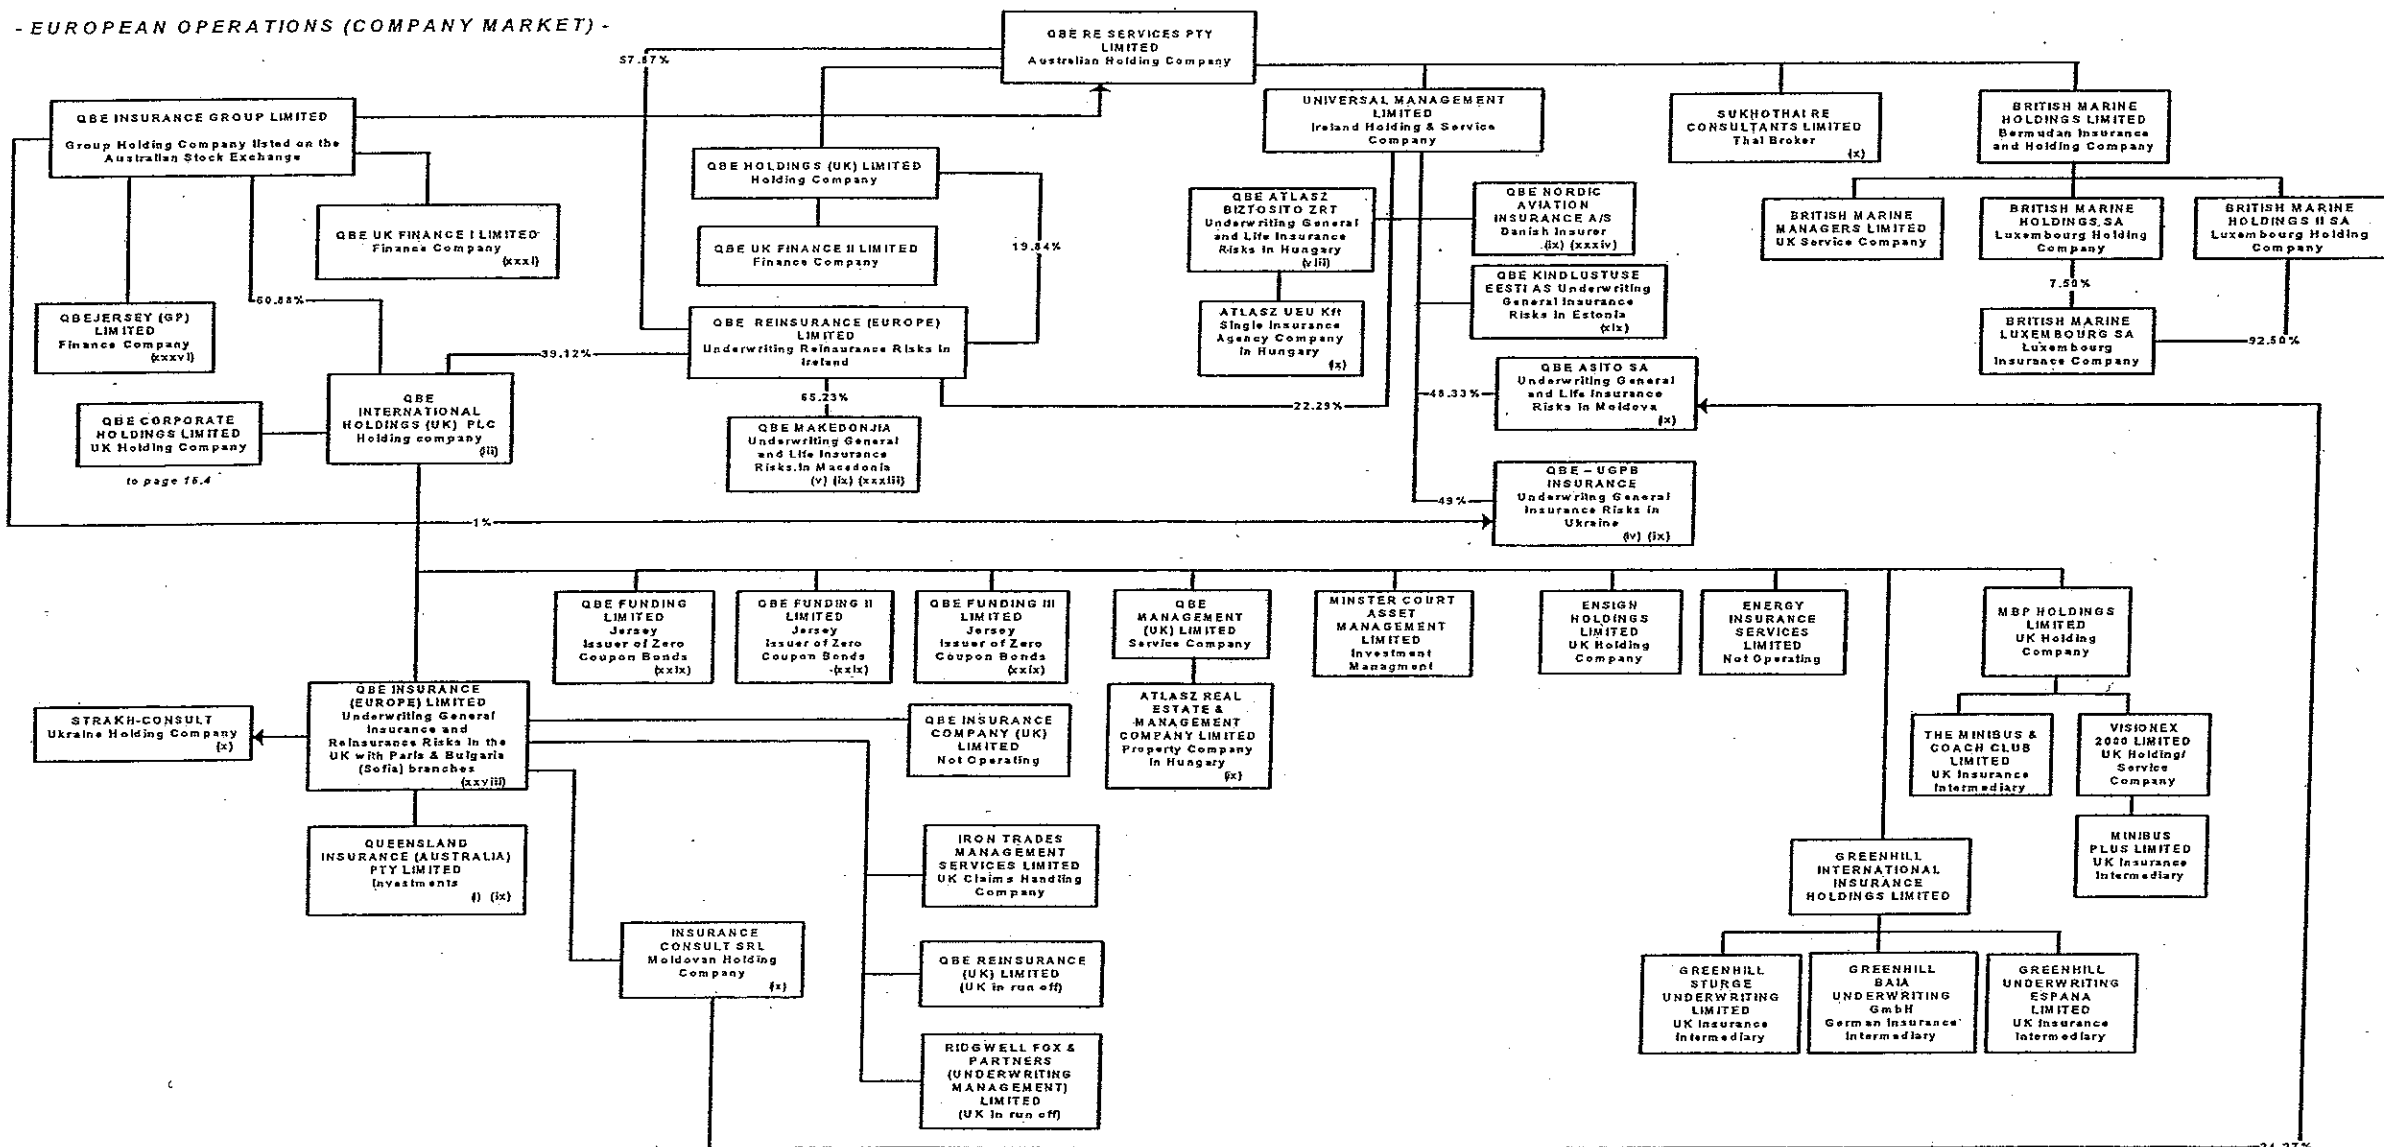 - EUROPEAN OPERATIONS (COMPANY MARKET) -
QBE RE SERVICES PTY
LIMITED
Australian Holding Company
57.87%
QBE INSURANCE GROUP LIMITED
Group Holding Company listed on the
Australian Stock Exchange
UNIVERSAL MANAGEMENT
LIMITED
Ireland Holding & Service
Company
SUKHOTHAI RE
CONSULTANTS LIMITED
Thai Broker
(x)
BRITISH MARINE
HOLDINGS LIMITED
Bermudan Insurance
and Holding Company
QBE HOLDINGS (UK) LIMITED
Holding Company
QBE UK FINANCE I LIMITED
Finance Company
(xxxi)
QBE UK FINANCE II LIMITED
Finance Company
19.84%
QBE ATLASZ
BIZTOSITO ZRT
Underwriting General
and Life Insurance
Risks in Hungary
(viii)
QBE NORDIC
AVIATION
INSURANCE A/S
Danish Insurer
(ix) (xxxiv)
BRITISH MARINE
MANAGERS LIMITED
UK Service Company
BRITISH MARINE
HOLDINGS, SA
Luxembourg Holding
Company
BRITISH MARINE
HOLDINGS II SA
Luxembourg Holding
Company
60.88%
QBE JERSEY (GP)
LIMITED
Finance Company
(xxxvi)
QBE REINSURANCE (EUROPE)
LIMITED
Underwriting Reinsurance Risks in
Ireland
ATLASZ UEU Kft
Single Insurance
Agency Company
in Hungary
(x)
QBE KINDLUSTUSE
EESTI AS Underwriting
General Insurance
Risks in Estonia
(xix)
7.50%
BRITISH MARINE
LUXEMBOURG SA
Luxembourg
Insurance Company
92.50%
39.12%
QBE
INTERNATIONAL
HOLDINGS (UK) PLC
Holding company
(iii)
QBE CORPORATE
HOLDINGS LIMITED
UK Holding Company
to page 15.4
65.23%
QBE MAKEDONJIA
Underwriting General
and Life Insurance
Risks in Macedonia
(v) (ix) (xxxiii)
22.29%
48.33%
QBE ASITO SA
Underwriting General
and Life Insurance
Risks in Moldova
(x)
49%
QBE – UGPB
INSURANCE
Underwriting General
Insurance Risks in
Ukraine
(iv) (ix)
1%
QBE FUNDING
LIMITED
Jersey
Issuer of Zero
Coupon Bonds
(xxix)
QBE FUNDING II
LIMITED
Jersey
Issuer of Zero
Coupon Bonds
(xxix)
QBE FUNDING III
LIMITED
Jersey
Issuer of Zero
Coupon Bonds
(xxix)
QBE
MANAGEMENT
(UK) LIMITED
Service Company
MINSTER COURT
ASSET
MANAGEMENT
LIMITED
Investment
Managment
ENSIGN
HOLDINGS
LIMITED
UK Holding
Company
ENERGY
INSURANCE
SERVICES
LIMITED
Not Operating
MBP HOLDINGS
LIMITED
UK Holding
Company
STRAKH-CONSULT
Ukraine Holding Company
(x)
QBE INSURANCE
(EUROPE) LIMITED
Underwriting General
Insurance and
Reinsurance Risks in the
UK with Paris & Bulgaria
(Sofia) branches
(xxviii)
QBE INSURANCE
COMPANY (UK)
LIMITED
Not Operating
ATLASZ REAL
ESTATE &
MANAGEMENT
COMPANY LIMITED
Property Company
in Hungary
(ix)
THE MINIBUS &
COACH CLUB
LIMITED
UK Insurance
Intermediary
VISIONEX
2000 LIMITED
UK Holding/
Service
Company
QUEENSLAND
INSURANCE (AUSTRALIA)
PTY LIMITED
Investments
(i) (ix)
IRON TRADES
MANAGEMENT
SERVICES LIMITED
UK Claims Handling
Company
MINIBUS
PLUS LIMITED
UK Insurance
Intermediary
GREENHILL
INTERNATIONAL
INSURANCE
HOLDINGS LIMITED
INSURANCE
CONSULT SRL
Moldovan Holding
Company
(x)
QBE REINSURANCE
(UK) LIMITED
(UK in run off)
GREENHILL
STURGE
UNDERWRITING
LIMITED
UK Insurance
Intermediary
GREENHILL
BAIA
UNDERWRITING
GmbH
German Insurance
Intermediary
GREENHILL
UNDERWRITING
ESPANA
LIMITED
UK Insurance
Intermediary
RIDGWELL FOX &
PARTNERS
(UNDERWRITING
MANAGEMENT)
LIMITED
(UK in run off)